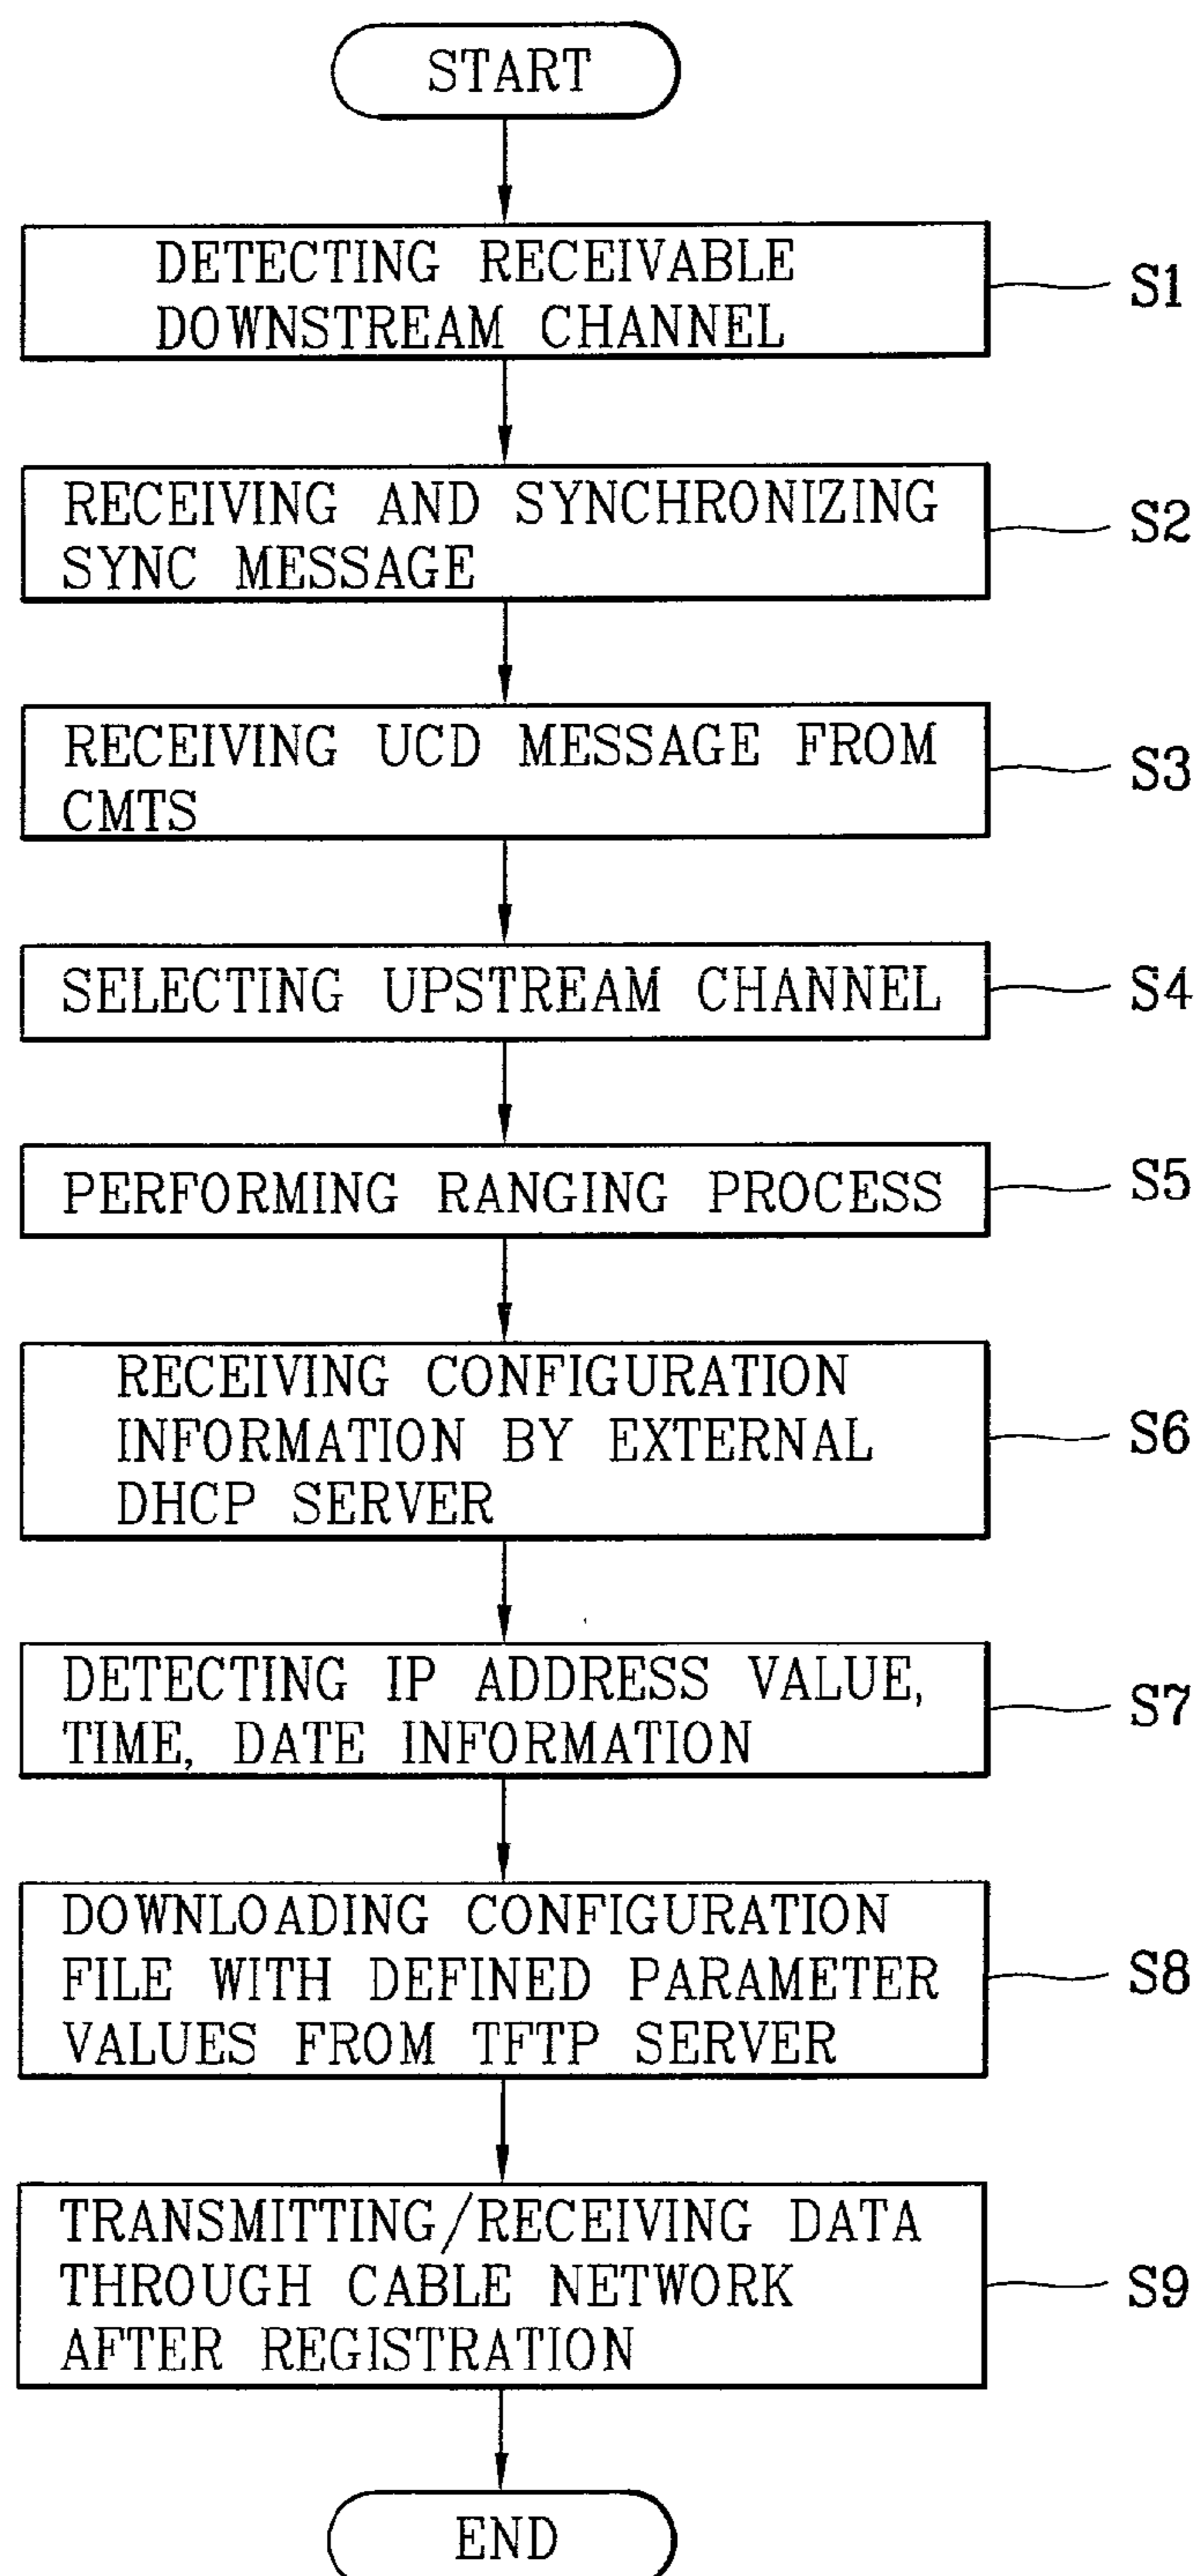 START
DETECTING RECEIVABLE
DOWNSTREAM CHANNEL
S1
RECEIVING AND SYNCHRONIZING
SYNC MESSAGE
S2
RECEIVING UCD MESSAGE FROM
CMTS
S3
SELECTING UPSTREAM CHANNEL
S4
PERFORMING RANGING PROCESS
S5
RECEIVING CONFIGURATION
INFORMATION BY EXTERNAL
DHCP SERVER
S6
DETECTING IP ADDRESS VALUE,
TIME, DATE INFORMATION
S7
DOWNLOADING CONFIGURATION
FILE WITH DEFINED PARAMETER
VALUES FROM TFTP SERVER
S8
TRANSMITTING/RECEIVING DATA
THROUGH CABLE NETWORK
AFTER REGISTRATION
S9
END